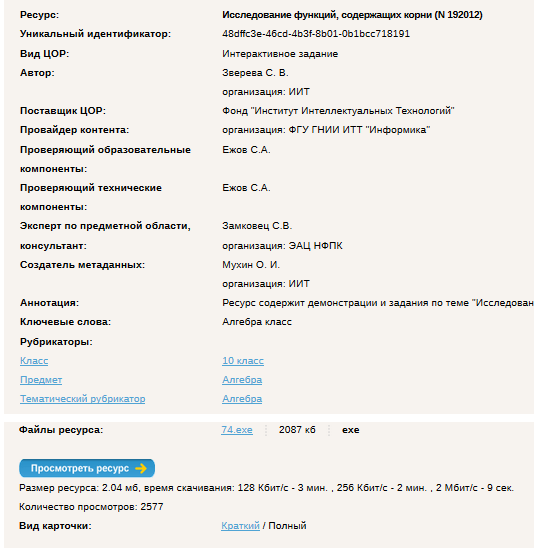 Ресурс: Исследование функций, содержащих корни (N 192012)
Уникальный идентификатор: 48dffc3e-46cd-4b3f-8b01-0b1bcc718191
Вид ЦОР: Интерактивное задание
Автор: Зверева С. В.
организация: ИИТ
Поставщик ЦОР: Фонд "Институт Интеллектуальных Технологий"
Провайдер контента: организация: ФГУ ГНИИ ИТТ "Информика"
Проверяющий образовательные Ежов С.А.
компоненты:
Проверяющий технические Ежов С.А.
компоненты:
Эксперт по предметной области, Замковец С.В.
консультант: организация: ЭАЦ НФПК
Создатель метаданных: Мухин О. И.
организация: ИИТ
Аннотация: Ресурс содержит демонстрации и задания по теме "Исследован
Ключевые слова: Алгебра класс
Рубрикаторы:
Класс 10 класс
Предмет Алгебра
Тематический рубрикатор Алгебра
Файлы ресурса: 74.exe 2087 кб exe
Просмотреть ресурс
Размер ресурса: 2.04 мб, время скачивания: 128 Кбит/с - 3 мин. , 256 Кбит/с - 2 мин. , 2 Мбит/с - 9 сек.
Количество просмотров: 2577
Вид карточки: Краткий / Полный